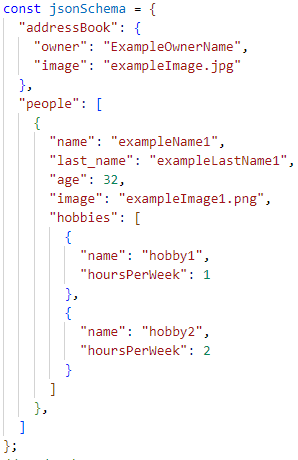 const jsonSchema = {
  "addressBook": {
    "owner": "ExampleOwnerName",
    "image": "exampleImage.jpg"
  },
  "people": [
    {
      "name": "exampleName1",
      "last_name": "exampleLastName1",
      "age": 32,
      "image": "exampleImage1.png",
      "hobbies": [
        {
          "name": "hobby1",
          "hoursPerWeek": 1
        },
        {
          "name": "hobby2",
          "hoursPerWeek": 2
        }
      ]
    },
  ]
};